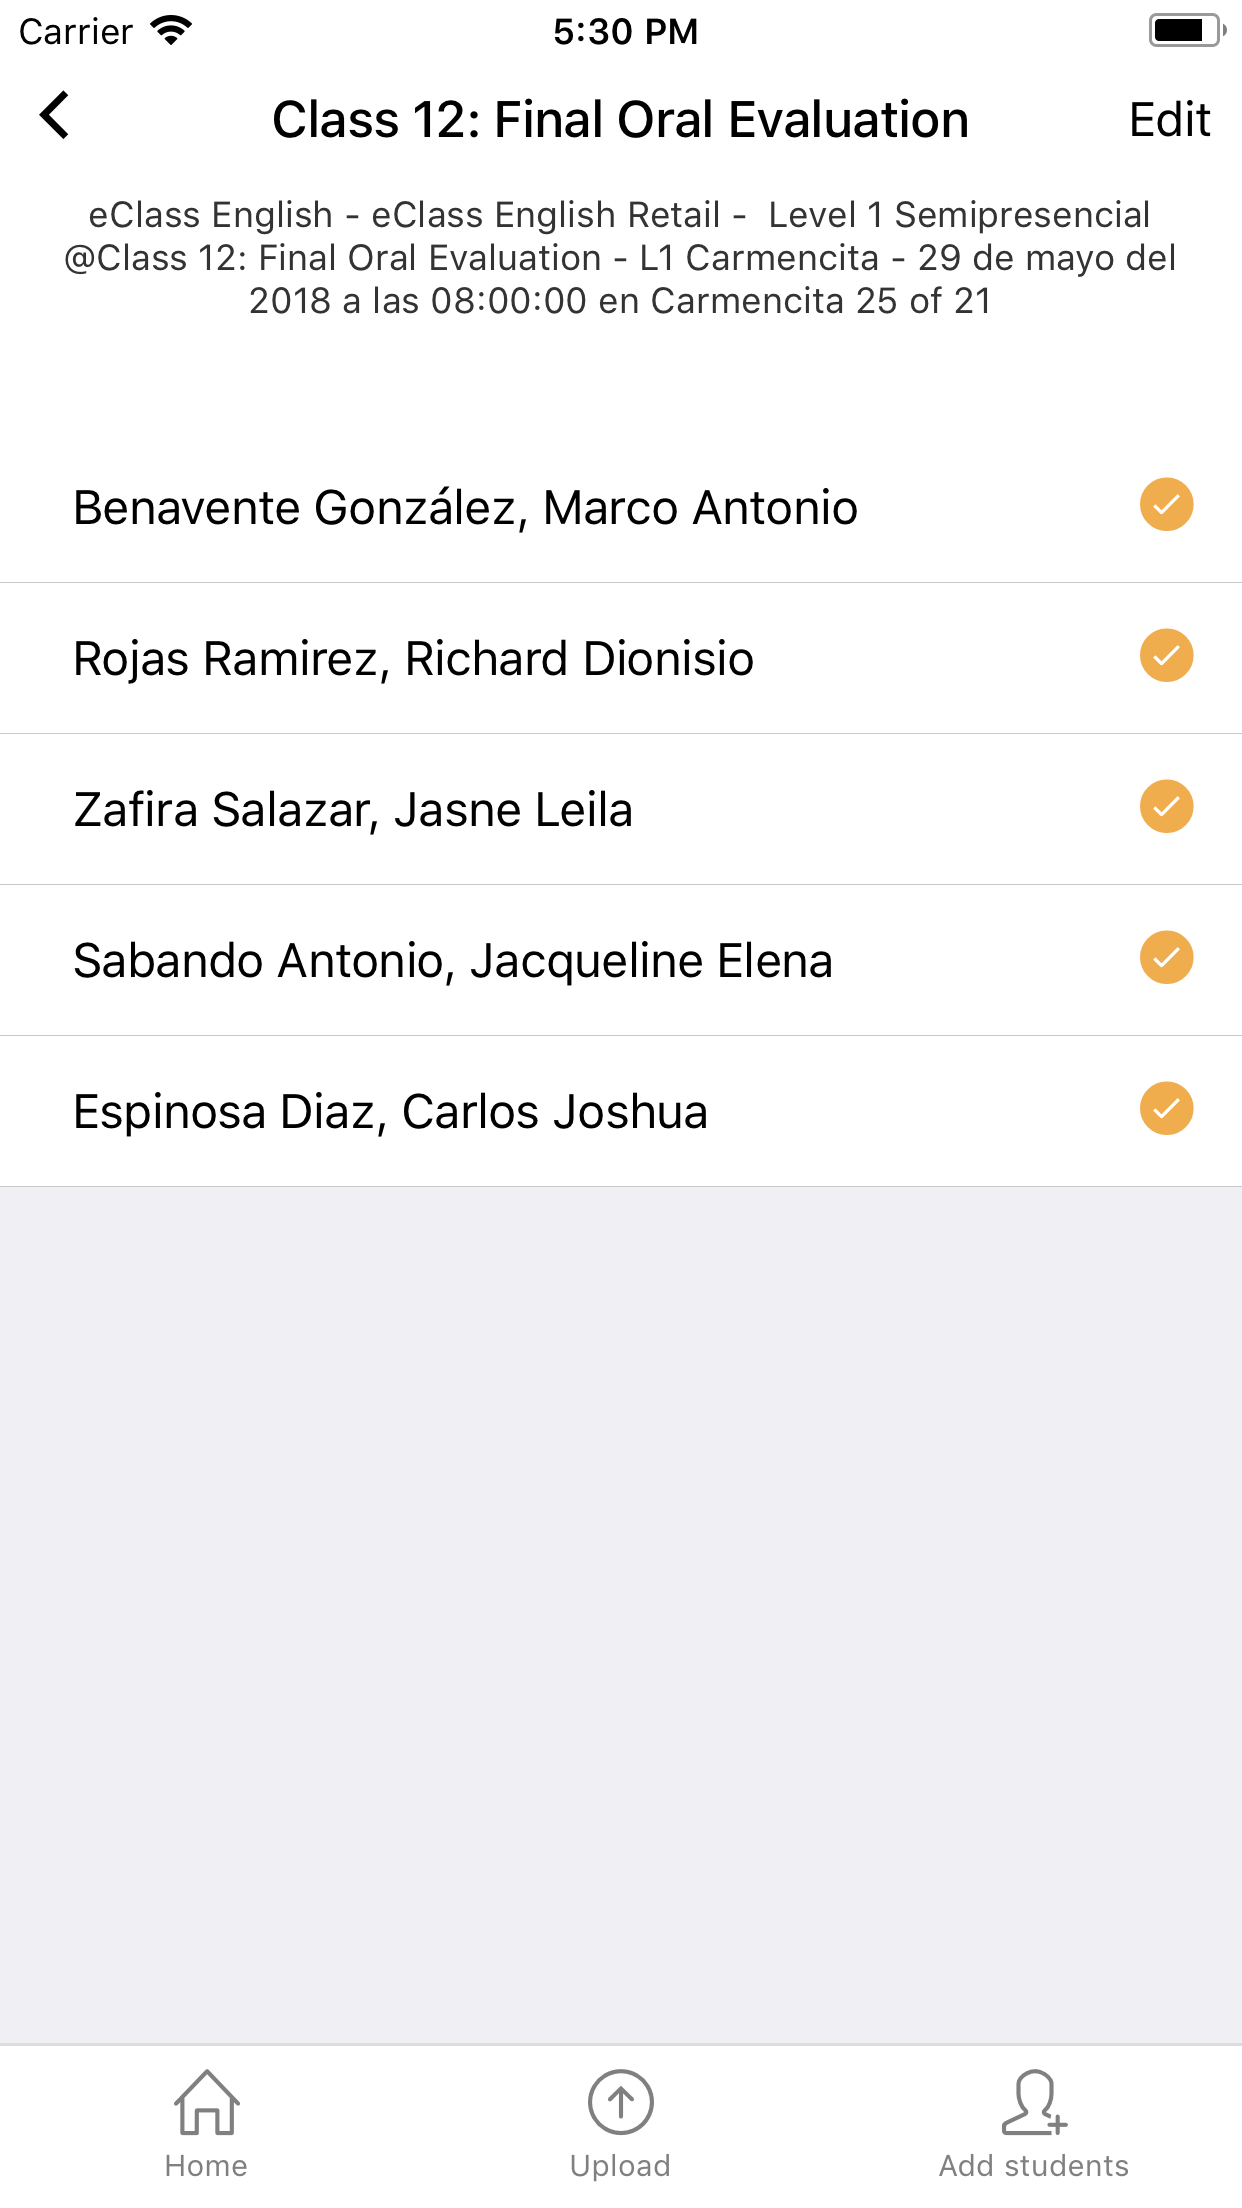 Carrier 5:30 PM
Class 12: Final Oral Evaluation Edit
eClass English - eClass English Retail -  Level 1 Semipresencial
@Class 12: Final Oral Evaluation - L1 Carmencita - 29 de mayo del
2018 a las 08:00:00 en Carmencita 25 of 21
Benavente González, Marco Antonio
Rojas Ramirez, Richard Dionisio
Zafira Salazar, Jasne Leila
Sabando Antonio, Jacqueline Elena
Espinosa Diaz, Carlos Joshua
Home Upload Add students